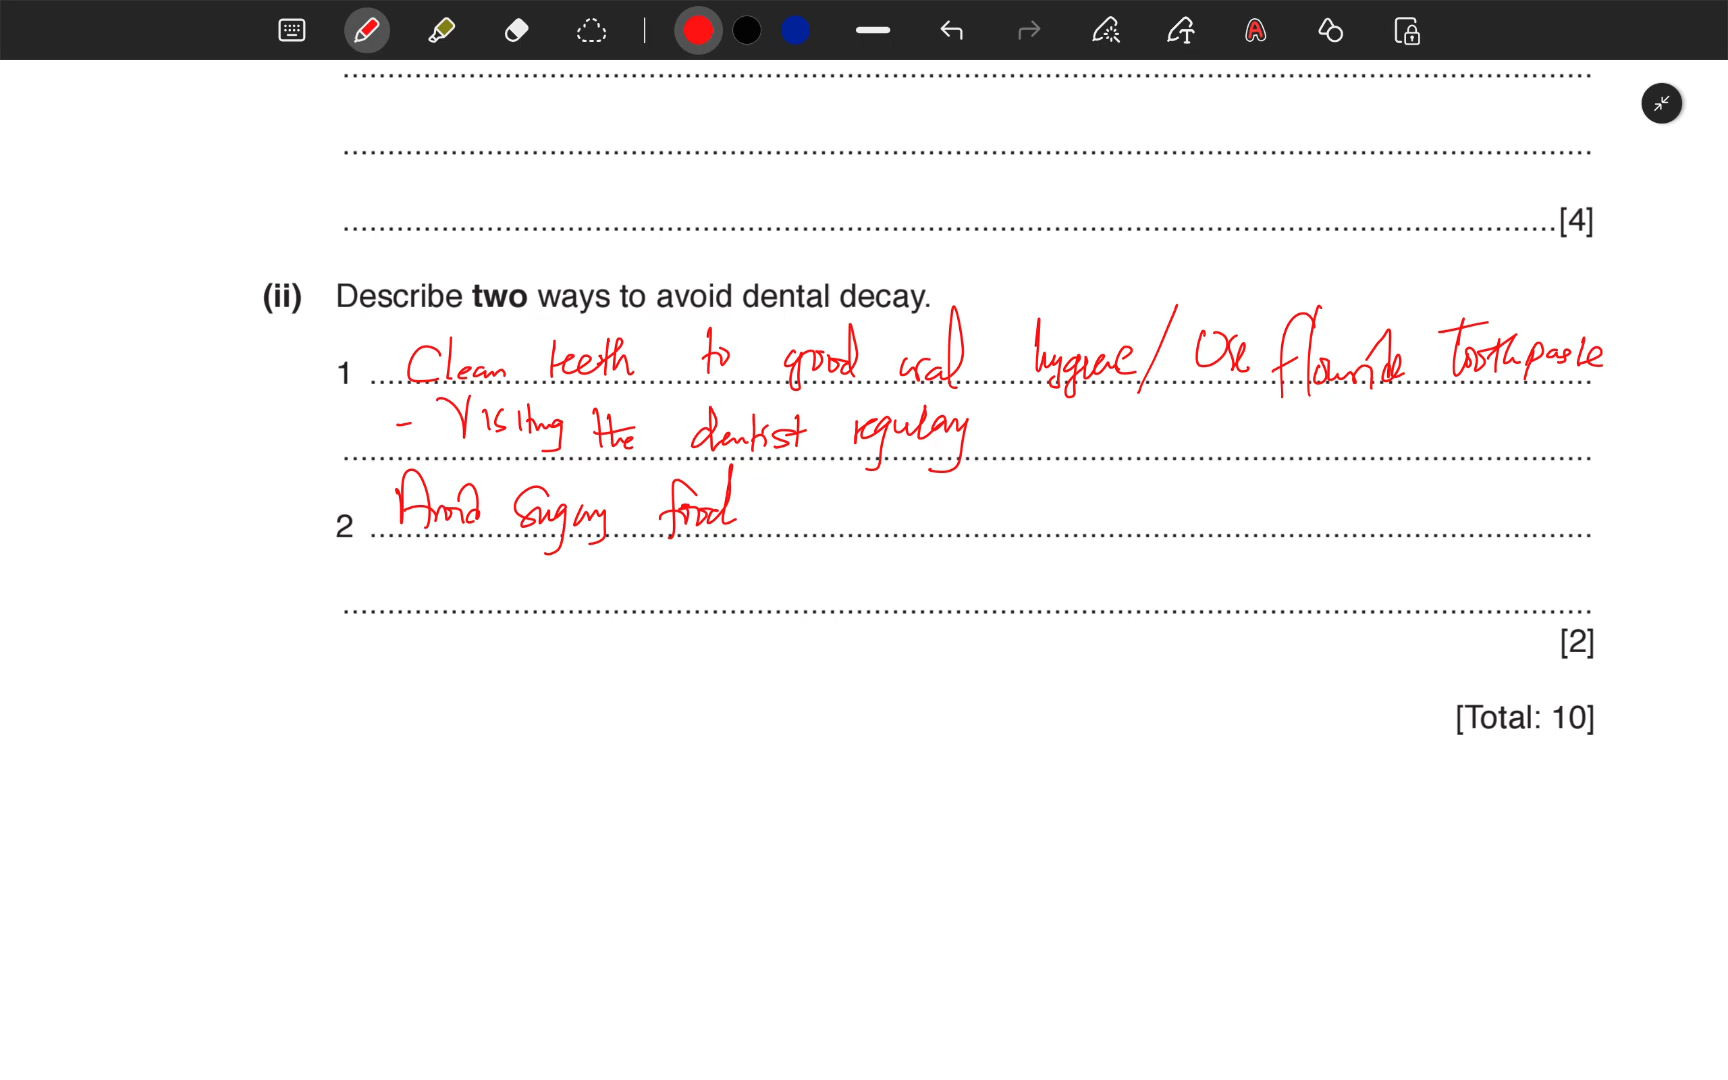 [4]
(ii) Describe two ways to avoid dental decay.
1 Clean teeth to good oral hygiene / Use flouride Toothpaste
- Visiting the dentist regulary
2 Avoid Sugary food
[2]
[Total: 10]